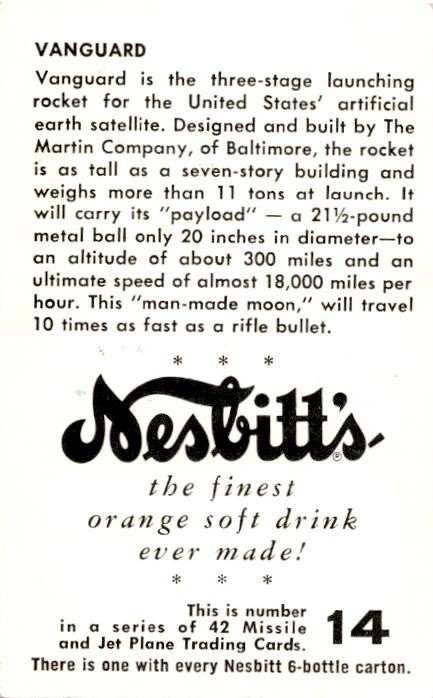 VANGUARD
Vanguard is the three-stage launching
rocket for the United States' artificial
earth satellite. Designed and built by The
Martin Company, of Baltimore, the rocket
is as tall as a seven-story building and
weighs more than 11 tons at launch. It
will carry its "payload" — a 21½-pound
metal ball only 20 inches in diameter—to
an altitude of about 300 miles and an
ultimate speed of almost 18,000 miles per
hour. This "man-made moon," will travel
10 times as fast as a rifle bullet.
* * *
Nesbitt's®
the finest
orange soft drink
ever made!
* * *
This is number
in a series of 42 Missile
and Jet Plane Trading Cards.
14
There is one with every Nesbitt 6-bottle carton.